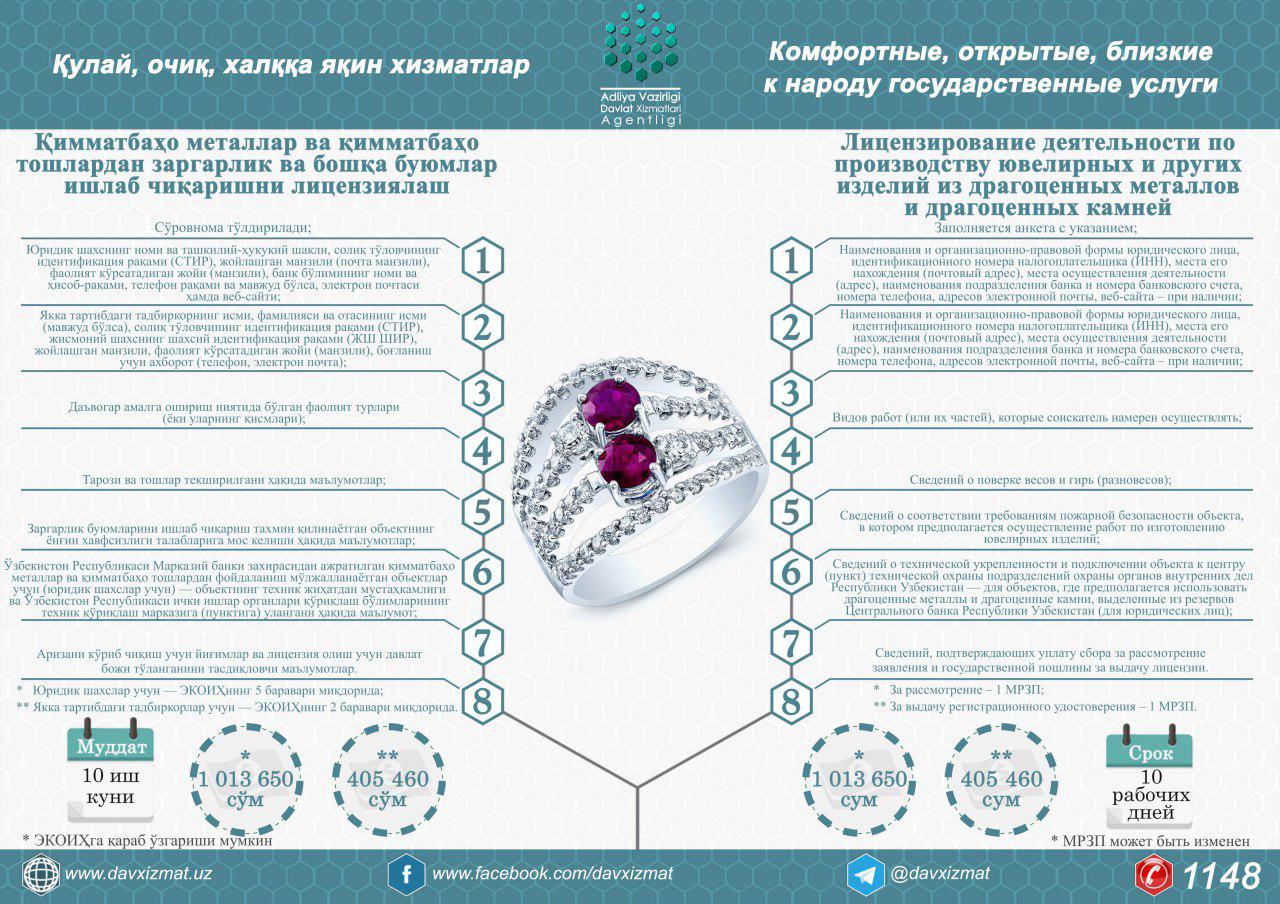 Қулай, очиқ, халққа яқин хизматлар
Adliya Vazirligi
Davlat Xizmatlari
Agentligi
Комфортные, открытые, близкие
к народу государственные услуги
Қимматбаҳо металлар ва қимматбаҳо
тошлардан заргарлик ва бошқа буюмлар
ишлаб чиқаришни лицензиялаш
Сўровнома тўлдирилади;
1
Юридик шахснинг номи ва ташкилий-ҳуқуқий шакли, солиқ тўловчининг
идентификация рақами (СТИР), жойлашган манзили (почта манзили),
фаолият кўрсатадиган жойи (манзили), банк бўлимининг номи ва
ҳисоб-рақами, телефон рақами ва мавжуд бўлса, электрон почтаси
ҳамда веб-сайти;
2
Якка тартибдаги тадбиркорнинг исми, фамилияси ва отасининг исми
(мавжуд бўлса), солиқ тўловчининг идентификация рақами (СТИР),
жисмоний шахснинг шахсий идентификация рақами (ЖШ ШИР),
жойлашган манзили, фаолият кўрсатадиган жойи (манзили), боғланиш
учун ахборот (телефон, электрон почта);
3
Даъвогар амалга ошириш ниятида бўлган фаолият турлари
(ёки уларнинг қисмлари);
4
Тарози ва тошлар текширилгани ҳақида маълумотлар;
5
Заргарлик буюмларини ишлаб чиқариш тахмин қилинаётган объектнинг
ёнғин хавфсизлиги талабларига мос келиши ҳақида маълумотлар;
6
Ўзбекистон Республикаси Марказий банки захирасидан ажратилган қимматбаҳо
металлар ва қимматбаҳо тошлардан фойдаланиш мўлжалланаётган объектлар
учун (юридик шахслар учун) — объектнинг техник жиҳатдан мустаҳкамлиги
ва Ўзбекистон Республикаси ички ишлар органлари қўриқлаш бўлимларининг
техник қўриқлаш марказига (пунктига) улангани ҳақида маълумот;
7
Аризани кўриб чиқиш учун йиғимлар ва лицензия олиш учун давлат
божи тўланганини тасдиқловчи маълумотлар.
8
* Юридик шахслар учун — ЭКОИҲнинг 5 баравари миқдорида;
** Якка тартибдаги тадбиркорлар учун — ЭКОИҲнинг 2 баравари миқдорида.
Муддат
10 иш
куни
*
1 013 650
сўм
**
405 460
сўм
* ЭКОИҲга қараб ўзгариши мумкин
Лицензирование деятельности по
производству ювелирных и других
изделий из драгоценных металлов
и драгоценных камней
Заполняется анкета с указанием;
1
Наименования и организационно-правовой формы юридического лица,
идентификационного номера налогоплательщика (ИНН), места его
нахождения (почтовый адрес), места осуществления деятельности
(адрес), наименования подразделения банка и номера банковского счета,
номера телефона, адресов электронной почты, веб-сайта – при наличии;
2
Наименования и организационно-правовой формы юридического лица,
идентификационного номера налогоплательщика (ИНН), места его
нахождения (почтовый адрес), места осуществления деятельности
(адрес), наименования подразделения банка и номера банковского счета,
номера телефона, адресов электронной почты, веб-сайта – при наличии;
3
Видов работ (или их частей), которые соискатель намерен осуществлять;
4
Сведений о поверке весов и гирь (разновесов);
5
Сведений о соответствии требованиям пожарной безопасности объекта,
в котором предполагается осуществление работ по изготовлению
ювелирных изделий;
6
Сведений о технической укрепленности и подключении объекта к центру
(пункт) технической охраны подразделений охраны органов внутренних дел
Республики Узбекистан — для объектов, где предполагается использовать
драгоценные металлы и драгоценные камни, выделенные из резервов
Центрального банка Республики Узбекистан (для юридических лиц);
7
Сведений, подтверждающих уплату сбора за рассмотрение
заявления и государственной пошлины за выдачу лицензии.
8
* За рассмотрение – 1 МРЗП;
** За выдачу регистрационного удостоверения – 1 МРЗП.
*
1 013 650
сум
**
405 460
сум
Срок
10
рабочих
дней
* МРЗП может быть изменен
www.davxizmat.uz
www.facebook.com/davxizmat
@davxizmat
1148